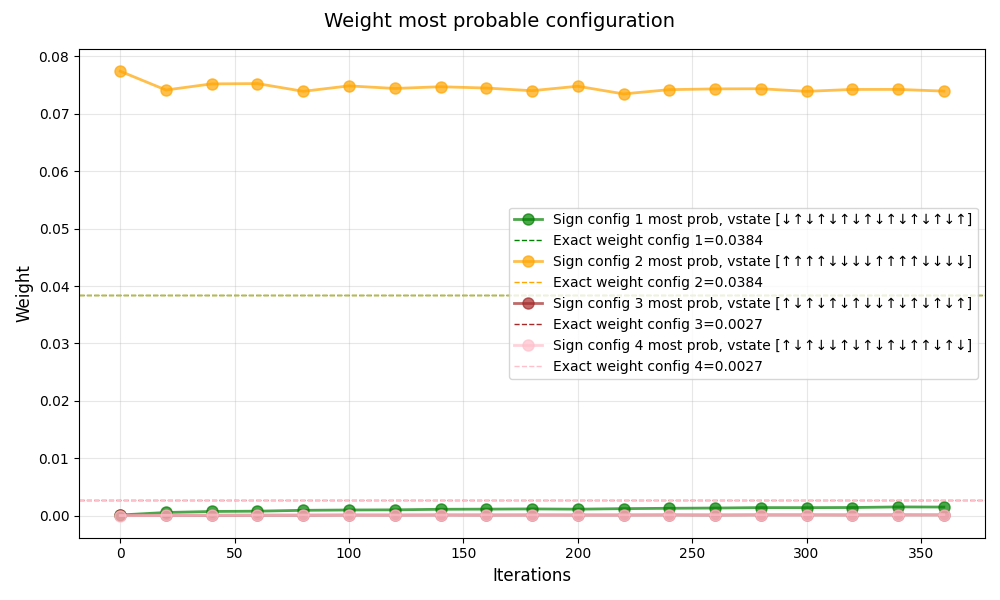 Weight most probable configuration
0.08
0.07
0.06
0.05
0.04
0.03
0.02
0.01
0.00
Weight
Sign config 1 most prob, vstate [↓↑↓↑↓↑↓↑↓↑↓↑↓↑↓↑]
Exact weight config 1=0.0384
Sign config 2 most prob, vstate [↑↑↑↑↓↓↓↓↑↑↑↑↓↓↓↓]
Exact weight config 2=0.0384
Sign config 3 most prob, vstate [↑↓↑↓↑↓↑↓↓↑↓↑↓↑↓↑]
Exact weight config 3=0.0027
Sign config 4 most prob, vstate [↑↓↑↓↓↑↓↑↓↑↓↑↑↓↑↓]
Exact weight config 4=0.0027
0 50 100 150 200 250 300 350
Iterations